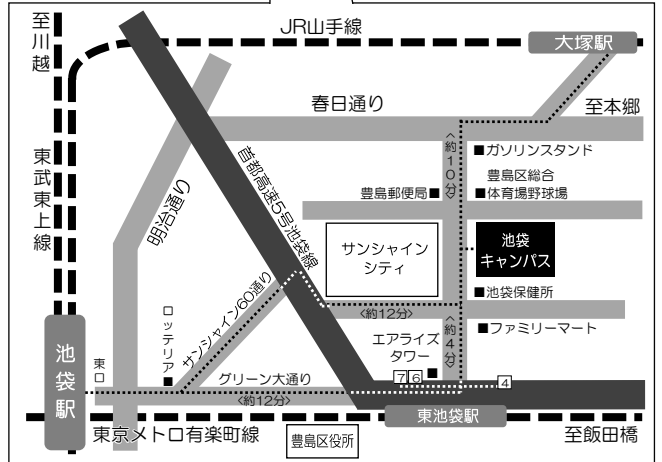 至川越
JR山手線
大塚駅
春日通り
至本郷
〈約10分〉
■ガソリンスタンド
豊島区総合
■体育場野球場
東武東上線
明治通り
首都高速5号池袋線
豊島郵便局■
サンシャイン
シティ
池袋
キャンパス
■池袋保健所
サンシャイン60通り
〈約12分〉
ロッテリア■
エアライズ
タワー
■
〈約4分〉
■ファミリーマート
池袋駅
東口
グリーン大通り
〈約12分〉
7 6
4
東池袋駅
東京メトロ有楽町線
豊島区役所
至飯田橋